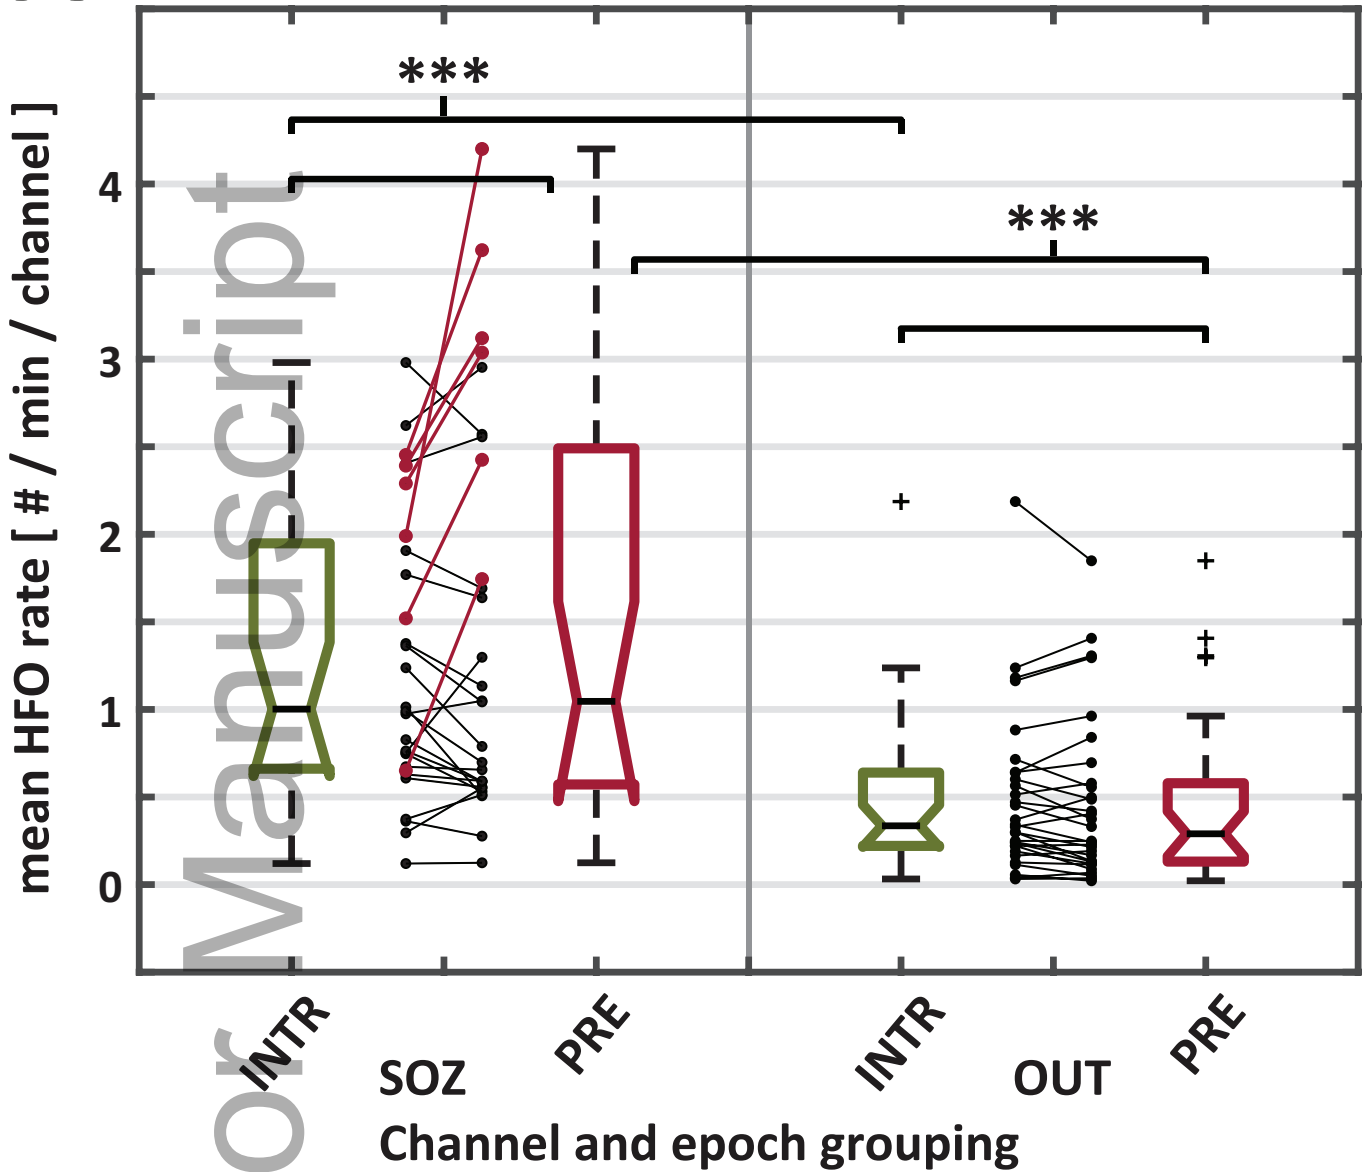 mean HFO rate [ # / min / channel ]
4
3
2
1
0
***
***
INTR
PRE
INTR
PRE
SOZ
OUT
Channel and epoch grouping
or Manuscript